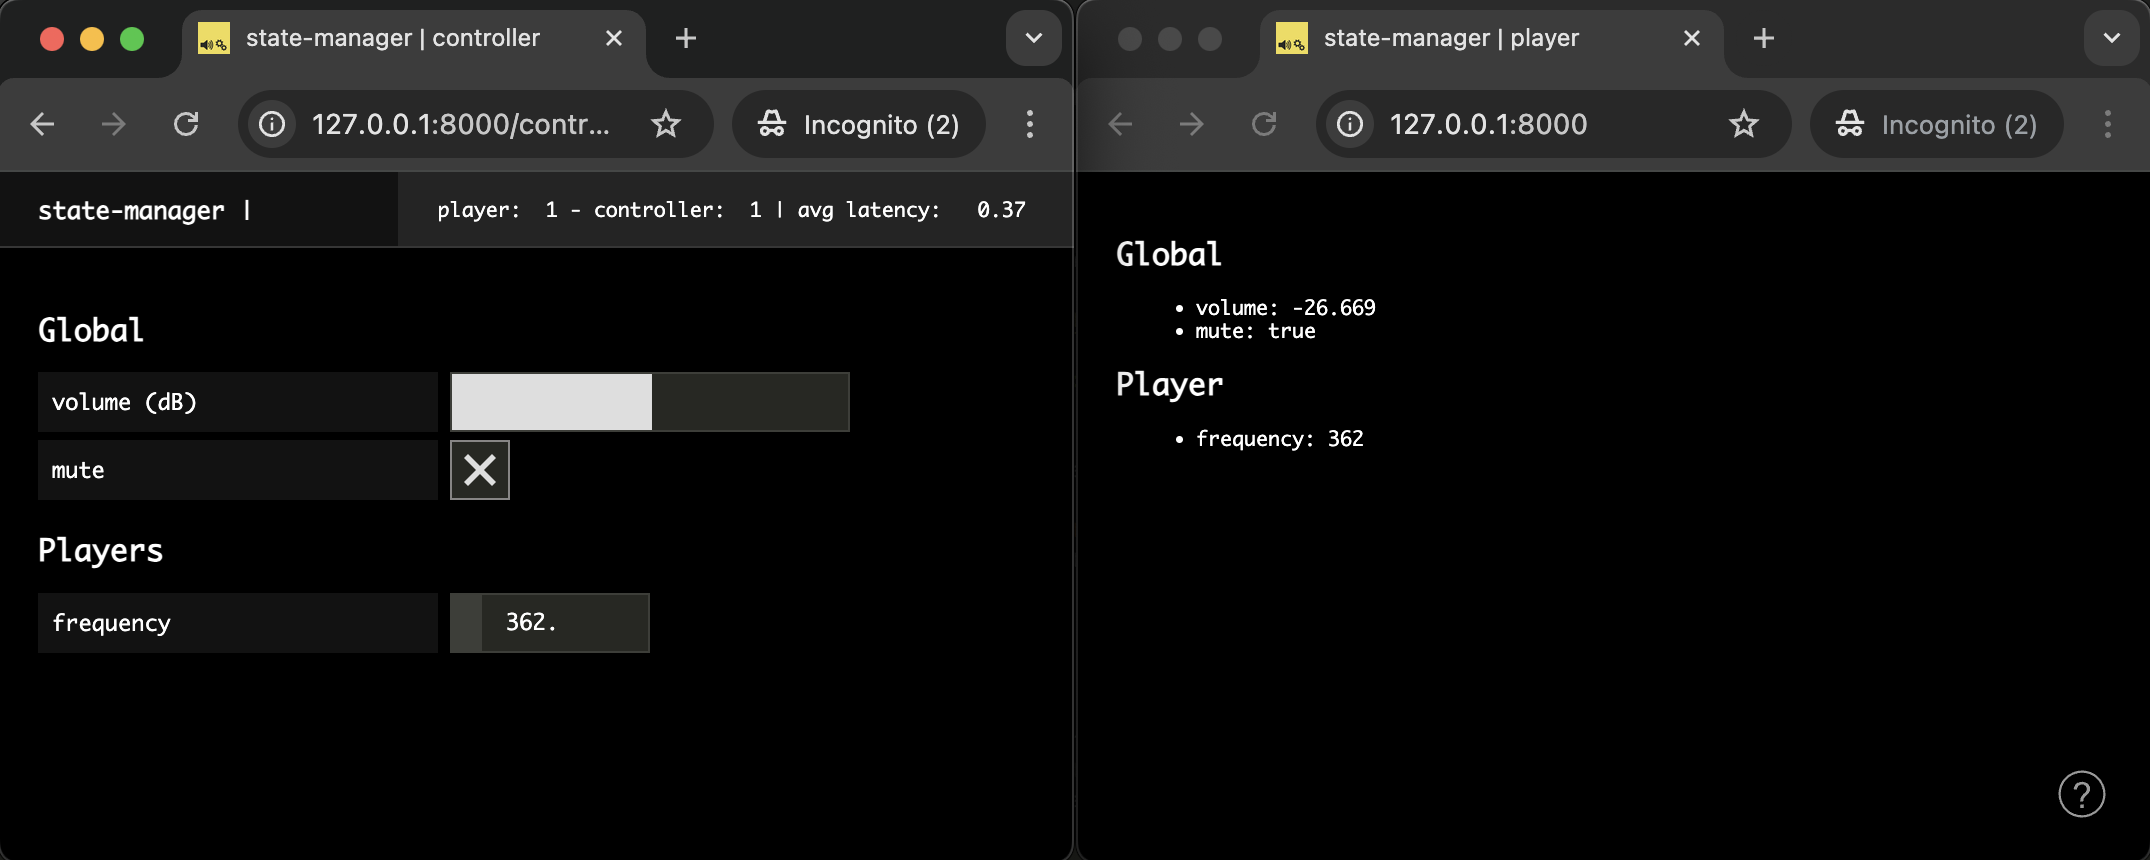 state-manager | controller
127.0.0.1:8000/contr...
Incognito (2)
state-manager |
player: 1 - controller: 1 | avg latency: 0.37
Global
volume (dB)
mute
Players
frequency
362.
state-manager | player
127.0.0.1:8000
Incognito (2)
Global
• volume: -26.669
• mute: true
Player
• frequency: 362
?